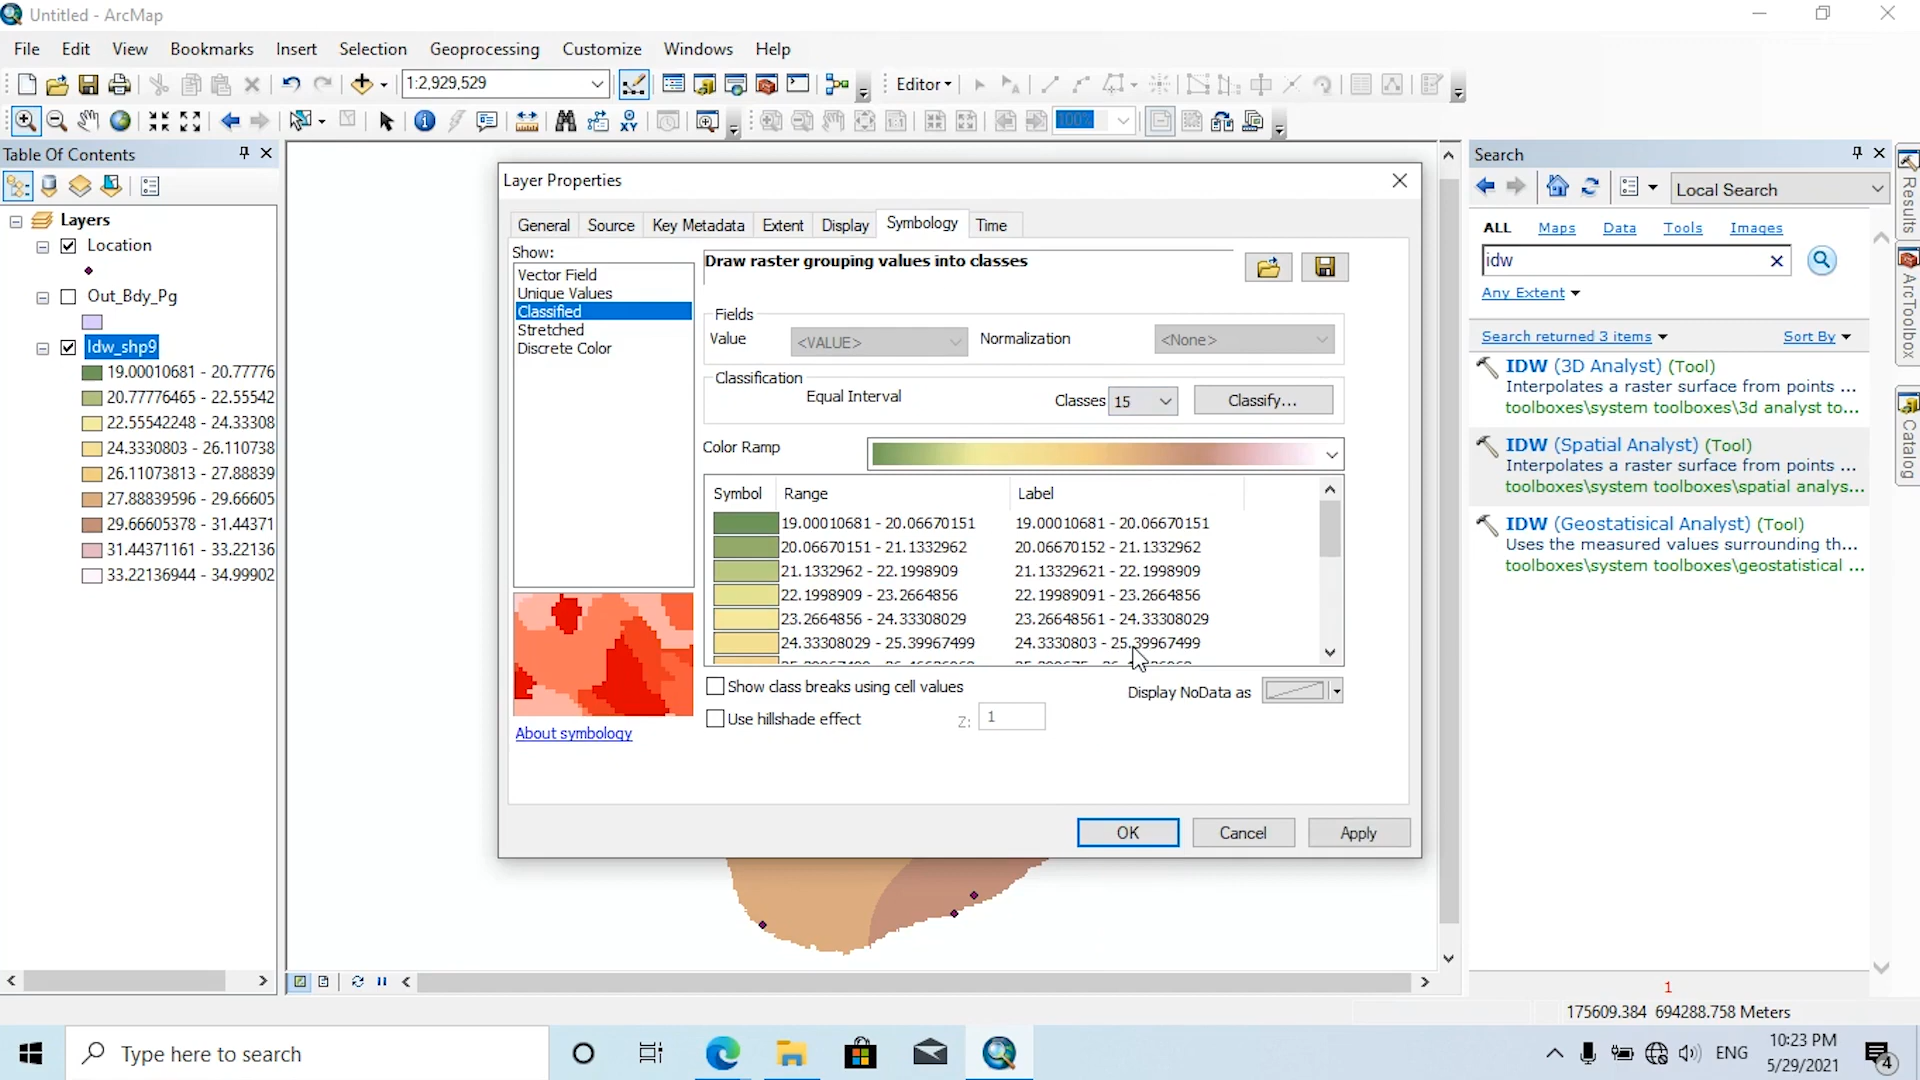 Untitled - ArcMap
File Edit View Bookmarks Insert Selection Geoprocessing Customize Windows Help
1:2,929,529
Editor
100%
Table Of Contents
Layers
Location
Out_Bdy_Pg
Idw_shp9
19.00010681 - 20.77776
20.77776465 - 22.55542
22.55542248 - 24.33308
24.3330803 - 26.110738
26.11073813 - 27.88839
27.88839596 - 29.66605
29.66605378 - 31.44371
31.44371161 - 33.22136
33.22136944 - 34.99902
Layer Properties
General Source Key Metadata Extent Display Symbology Time
Show:
Vector Field
Unique Values
Classified
Stretched
Discrete Color
About symbology
Draw raster grouping values into classes
Fields
Value <VALUE> Normalization <None>
Classification
Equal Interval Classes 15 Classify...
Color Ramp
Symbol Range Label
19.00010681 - 20.06670151 19.00010681 - 20.06670151
20.06670151 - 21.1332962 20.06670152 - 21.1332962
21.1332962 - 22.1998909 21.13329621 - 22.1998909
22.1998909 - 23.2664856 22.19989091 - 23.2664856
23.2664856 - 24.33308029 23.26648561 - 24.33308029
24.33308029 - 25.39967499 24.3330803 - 25.39967499
Show class breaks using cell values
Display NoData as
Use hillshade effect Z: 1
OK Cancel Apply
Search
Local Search
ALL Maps Data Tools Images
idw
Any Extent
Search returned 3 items Sort By
IDW (3D Analyst) (Tool)
Interpolates a raster surface from points ...
toolboxes\system toolboxes\3d analyst to...
IDW (Spatial Analyst) (Tool)
Interpolates a raster surface from points ...
toolboxes\system toolboxes\spatial analys...
IDW (Geostatisical Analyst) (Tool)
Uses the measured values surrounding th...
toolboxes\system toolboxes\geostatistical ...
1
Results
ArcToolbox
Catalog
175609.384 694288.758 Meters
Type here to search
ENG
10:23 PM
5/29/2021
4